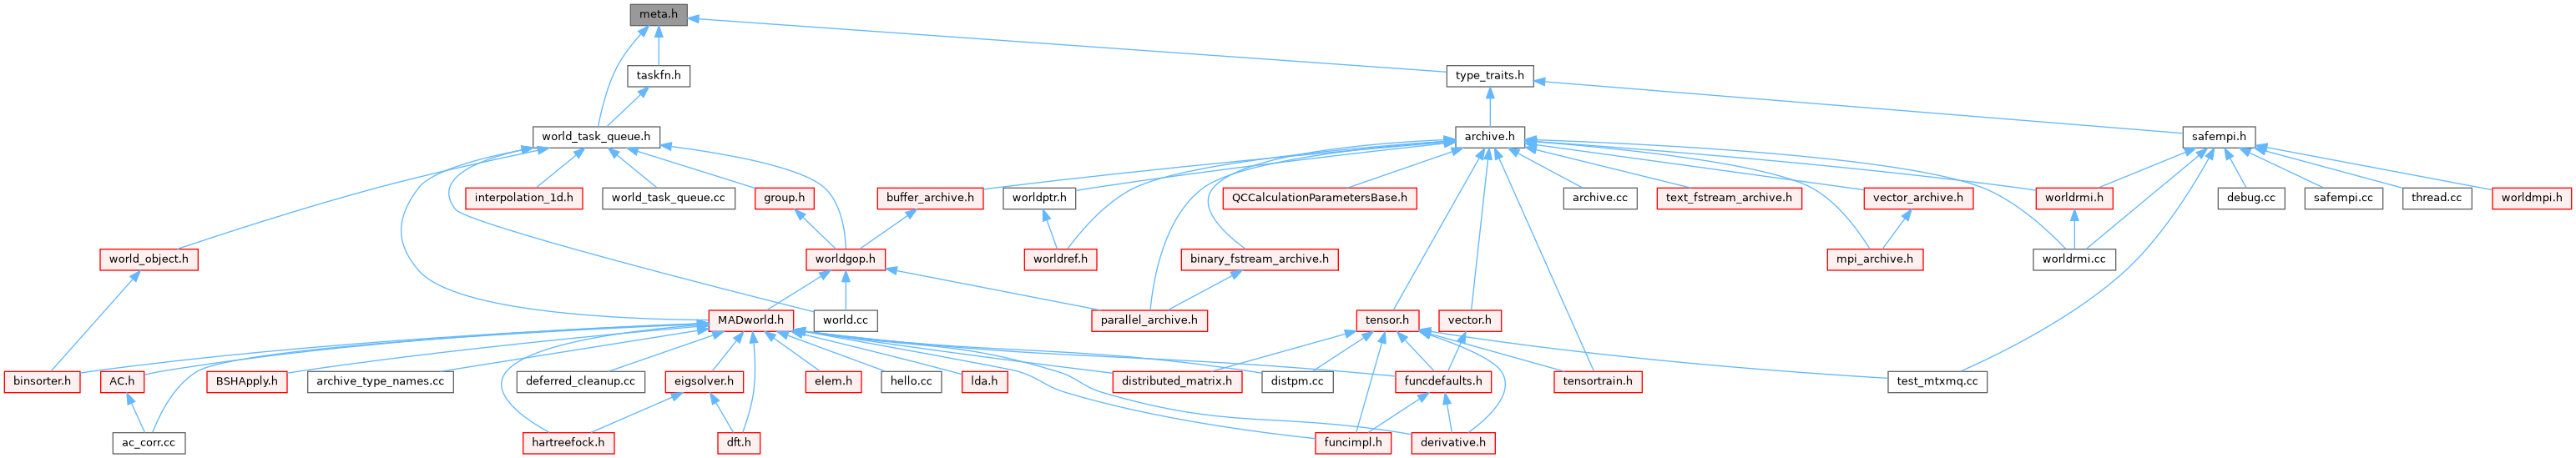 meta.h
taskfn.h
type_traits.h
world_task_queue.h
archive.h
safempi.h
interpolation_1d.h
world_task_queue.cc
group.h
buffer_archive.h
worldptr.h
QCCalculationParametersBase.h
archive.cc
text_fstream_archive.h
vector_archive.h
worldrmi.h
debug.cc
safempi.cc
thread.cc
worldmpi.h
world_object.h
worldgop.h
worldref.h
binary_fstream_archive.h
mpi_archive.h
worldrmi.cc
MADworld.h
world.cc
parallel_archive.h
tensor.h
vector.h
binsorter.h
AC.h
BSHApply.h
archive_type_names.cc
deferred_cleanup.cc
eigsolver.h
elem.h
hello.cc
lda.h
distributed_matrix.h
distpm.cc
funcdefaults.h
tensortrain.h
test_mtxmq.cc
ac_corr.cc
hartreefock.h
dft.h
funcimpl.h
derivative.h